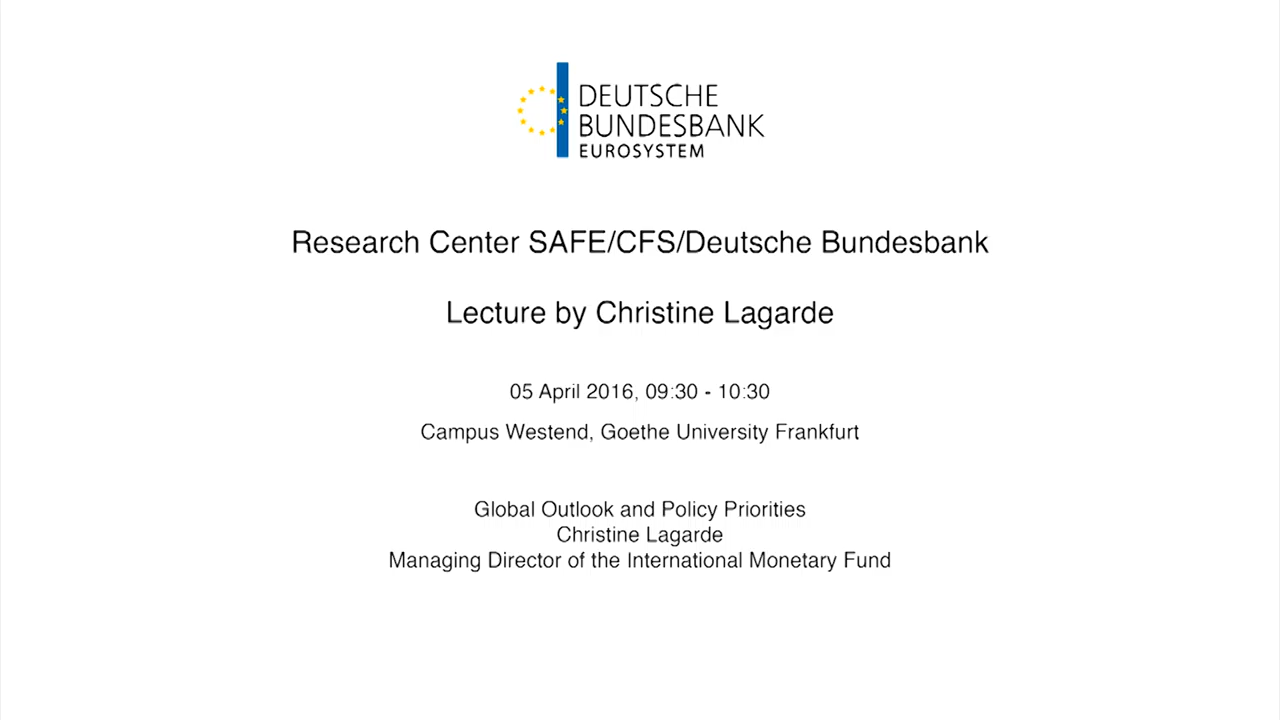 DEUTSCHE
BUNDESBANK
EUROSYSTEM
Research Center SAFE/CFS/Deutsche Bundesbank
Lecture by Christine Lagarde
05 April 2016, 09:30 - 10:30
Campus Westend, Goethe University Frankfurt
Global Outlook and Policy Priorities
Christine Lagarde
Managing Director of the International Monetary Fund